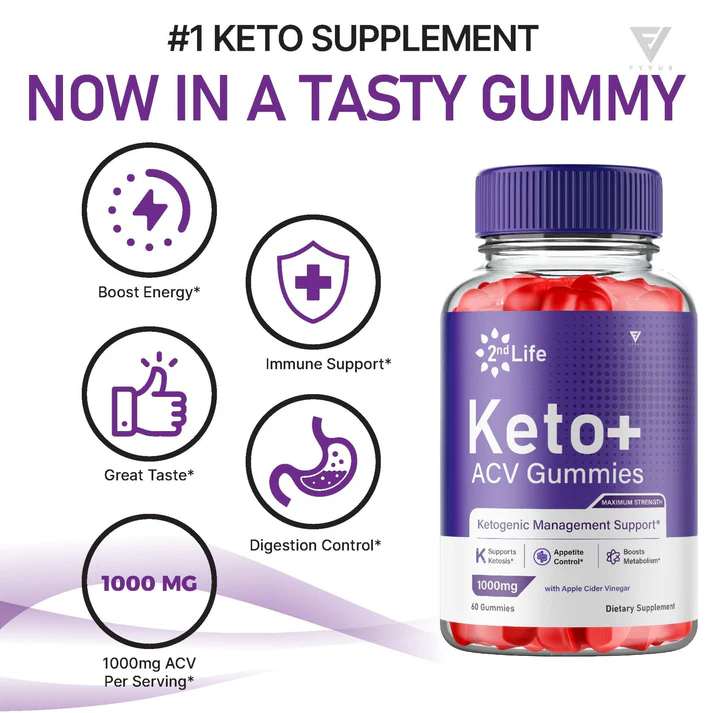 #1 KETO SUPPLEMENT
FYYUR
NOW IN A TASTY GUMMY
Boost Energy*
Immune Support*
Great Taste*
Digestion Control*
1000 MG
1000mg ACV
Per Serving*
2nd Life
Keto+
ACV Gummies
MAXIMUM STRENGTH
Ketogenic Management Support*
K Supports
Ketosis*
Appetite
Control*
Boosts
Metabolism*
1000mg
with Apple Cider Vinegar
60 Gummies
Dietary Supplement